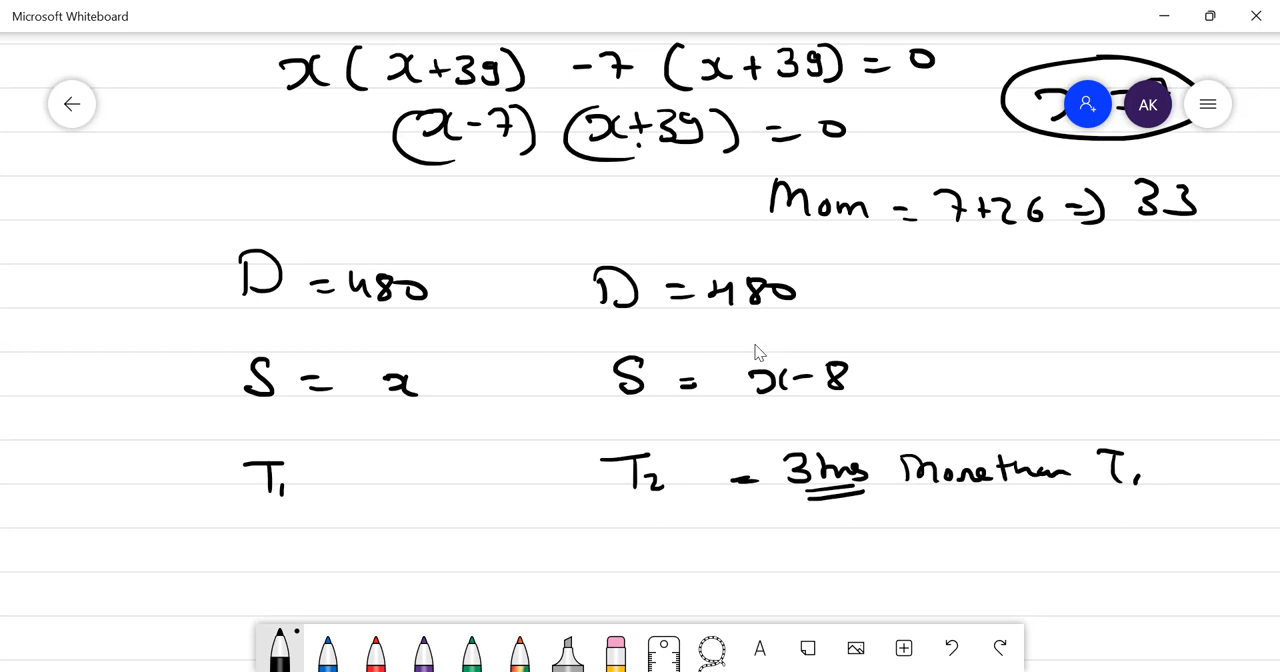 Microsoft Whiteboard
x(x+39) -7(x+39)=0
(x-7)(x+39)=0
AK
Mom = 7+26 => 33
D =480 D =480
S = x S = x-8
T1 T2 = 3hrs More than T1
A